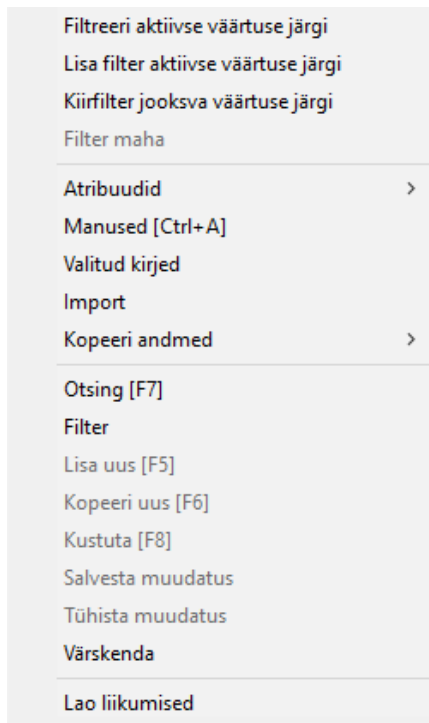 Filtreeri aktiivse väärtuse järgi
Lisa filter aktiivse väärtuse järgi
Kiirfilter jooksva väärtuse järgi
Filter maha
Atribuudid
Manused [Ctrl+A]
Valitud kirjed
Import
Kopeeri andmed
Otsing [F7]
Filter
Lisa uus [F5]
Kopeeri uus [F6]
Kustuta [F8]
Salvesta muudatus
Tühista muudatus
Värskenda
Lao liikumised